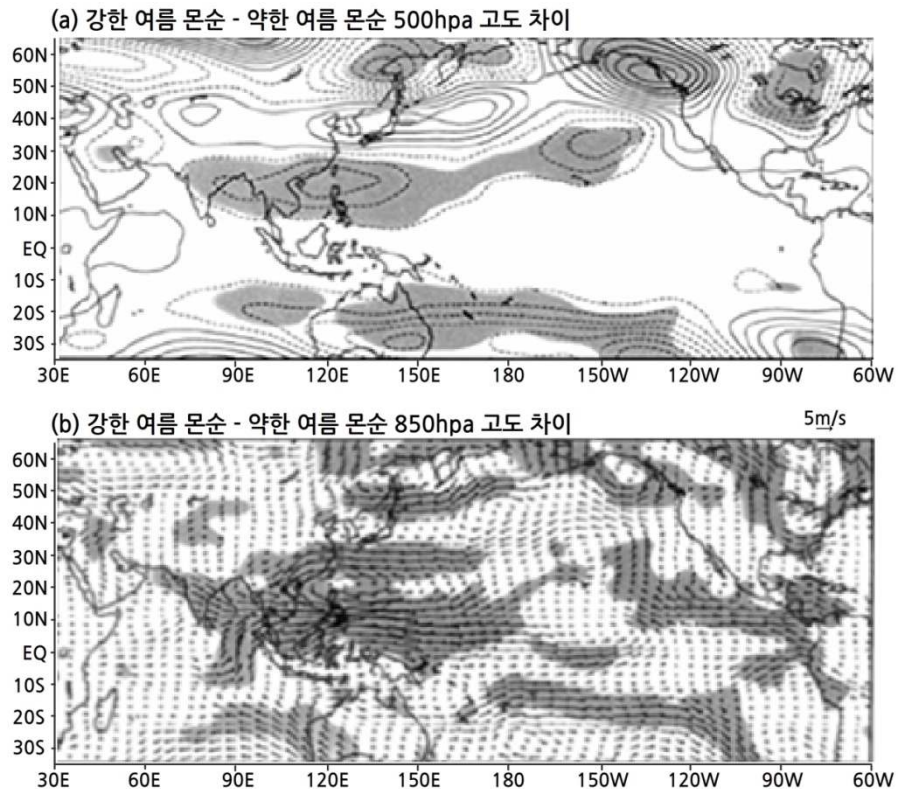 (a) 강한 여름 몬순 - 약한 여름 몬순 500hpa 고도 차이
60N
50N
40N
30N
20N
10N
EQ
10S
20S
30S
30E 60E 90E 120E 150E 180 150W 120W 90W 60W
(b) 강한 여름 몬순 - 약한 여름 몬순 850hpa 고도 차이
5m/s
60N
50N
40N
30N
20N
10N
EQ
10S
20S
30S
30E 60E 90E 120E 150E 180 150W 120W 90W 60W